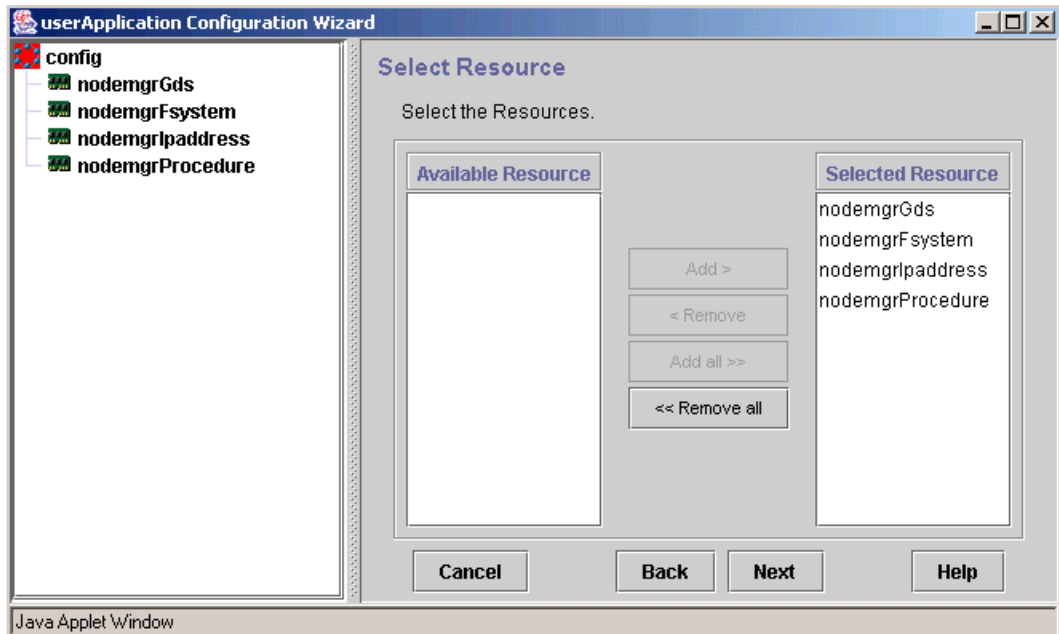 userApplication Configuration Wizard
config
nodemgrGds
nodemgrFsystem
nodemgrIpaddress
nodemgrProcedure
Select Resource
Select the Resources.
Available Resource
Selected Resource
nodemgrGds
nodemgrFsystem
nodemgrIpaddress
nodemgrProcedure
Add >
< Remove
Add all >>
<< Remove all
Cancel
Back
Next
Help
Java Applet Window